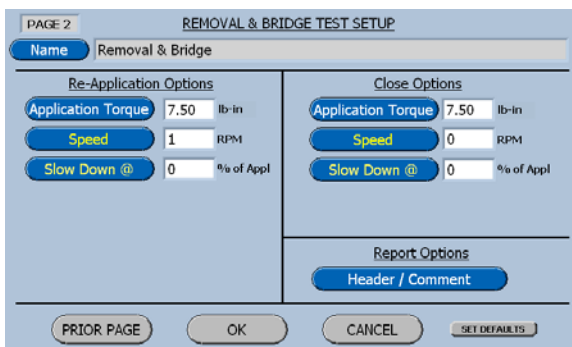 PAGE 2 REMOVAL & BRIDGE TEST SETUP
Name Removal & Bridge
Re-Application Options
Application Torque 7.50 lb-in
Speed 1 RPM
Slow Down @ 0 % of Appl
Close Options
Application Torque 7.50 lb-in
Speed 0 RPM
Slow Down @ 0 % of Appl
Report Options
Header / Comment
PRIOR PAGE OK CANCEL SET DEFAULTS